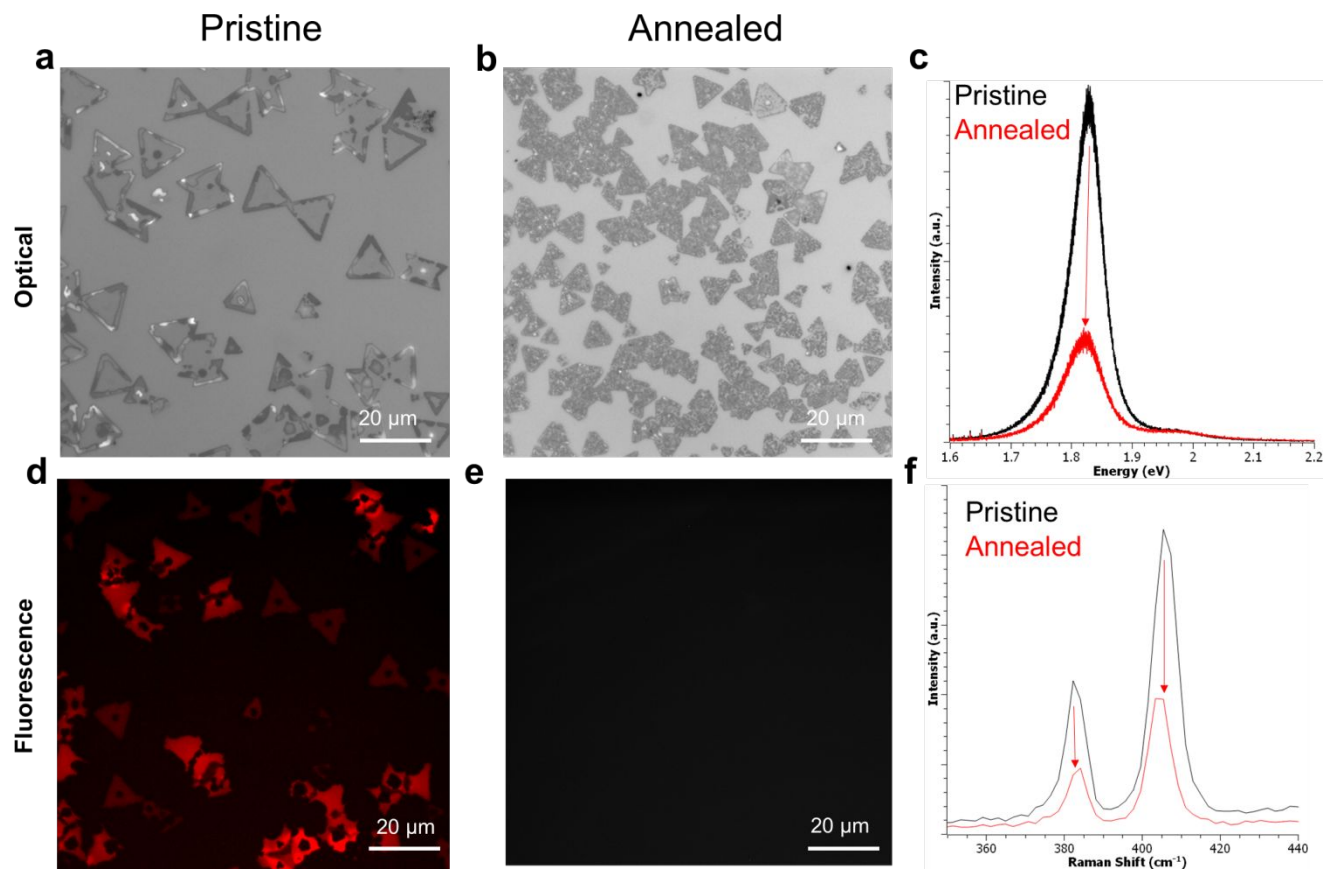 Pristine
Annealed
a
b
c
Optical
20 µm
20 µm
Pristine
Annealed
Intensity (a.u.)
1.6 1.7 1.8 1.9 2 2.1 2.2
Energy (eV)
d
e
f
Fluorescence
20 µm
20 µm
Pristine
Annealed
Intensity (a.u.)
360 380 400 420 440
Raman Shift (cm⁻¹)